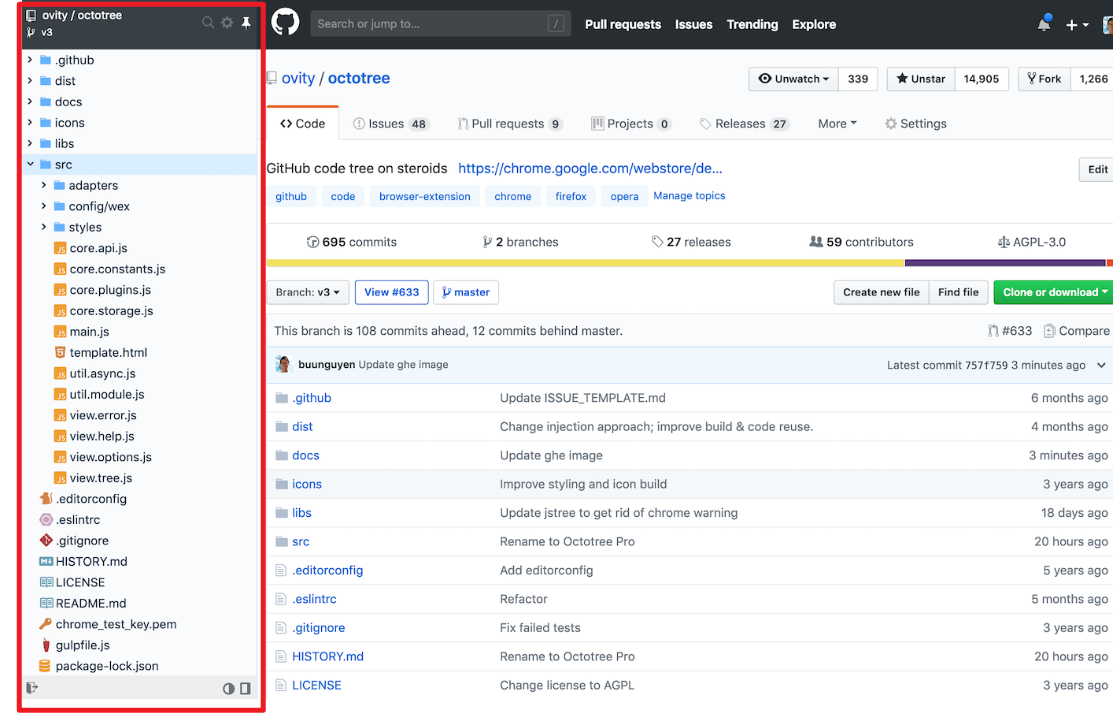 ovity / octotree
v3
.github
dist
docs
icons
libs
src
adapters
config/wex
styles
core.api.js
core.constants.js
core.plugins.js
core.storage.js
main.js
template.html
util.async.js
util.module.js
view.error.js
view.help.js
view.options.js
view.tree.js
.editorconfig
.eslintrc
.gitignore
HISTORY.md
LICENSE
README.md
chrome_test_key.pem
gulpfile.js
package-lock.json
Search or jump to… / Pull requests Issues Trending Explore
ovity / octotree Unwatch 339 Unstar 14,905 Fork 1,266
Code Issues 48 Pull requests 9 Projects 0 Releases 27 More Settings
GitHub code tree on steroids https://chrome.google.com/webstore/de... Edit
github code browser-extension chrome firefox opera Manage topics
695 commits 2 branches 27 releases 59 contributors AGPL-3.0
Branch: v3 View #633 master Create new file Find file Clone or download
This branch is 108 commits ahead, 12 commits behind master. #633 Compare
buunguyen Update ghe image Latest commit 757f759 3 minutes ago
.github Update ISSUE_TEMPLATE.md 6 months ago
dist Change injection approach; improve build & code reuse. 4 months ago
docs Update ghe image 3 minutes ago
icons Improve styling and icon build 3 years ago
libs Update jstree to get rid of chrome warning 18 days ago
src Rename to Octotree Pro 20 hours ago
.editorconfig Add editorconfig 5 years ago
.eslintrc Refactor 5 months ago
.gitignore Fix failed tests 3 years ago
HISTORY.md Rename to Octotree Pro 20 hours ago
LICENSE Change license to AGPL 3 years ago